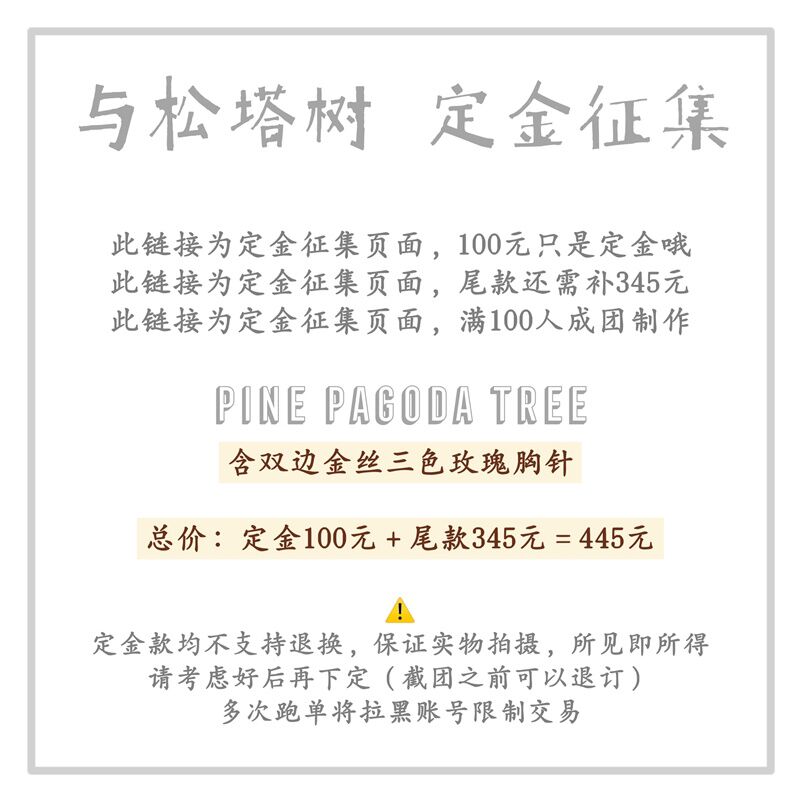 与松塔树 定金征集
此链接为定金征集页面，100元只是定金哦
此链接为定金征集页面，尾款还需补345元
此链接为定金征集页面，满100人成团制作
PINE PAGODA TREE
含双边金丝三色玫瑰胸针
总价：定金100元 + 尾款345元 = 445元
定金款均不支持退换，保证实物拍摄，所见即所得
请考虑好后再下定（截团之前可以退订）
多次跑单将拉黑账号限制交易